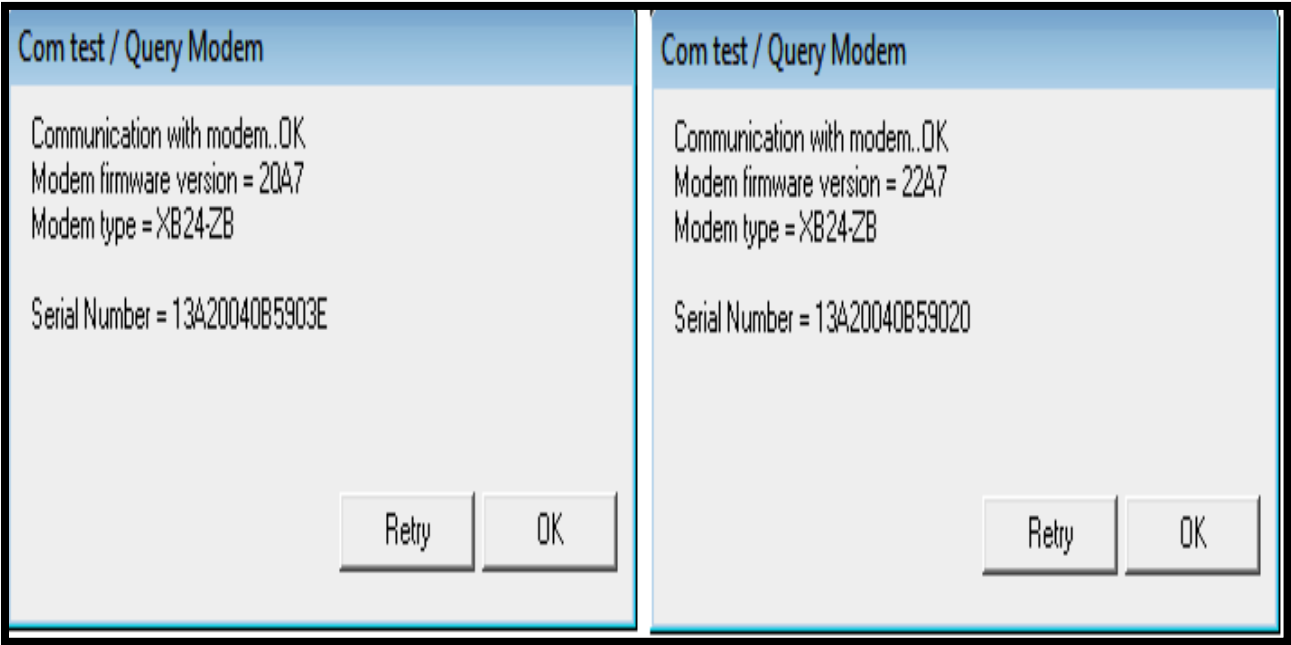 Com test / Query Modem
Communication with modem..OK
Modem firmware version = 20A7
Modem type = XB24-ZB
Serial Number = 13A20040B5903E
Retry
OK
Com test / Query Modem
Communication with modem..OK
Modem firmware version = 22A7
Modem type = XB24-ZB
Serial Number = 13A20040B59020
Retry
OK